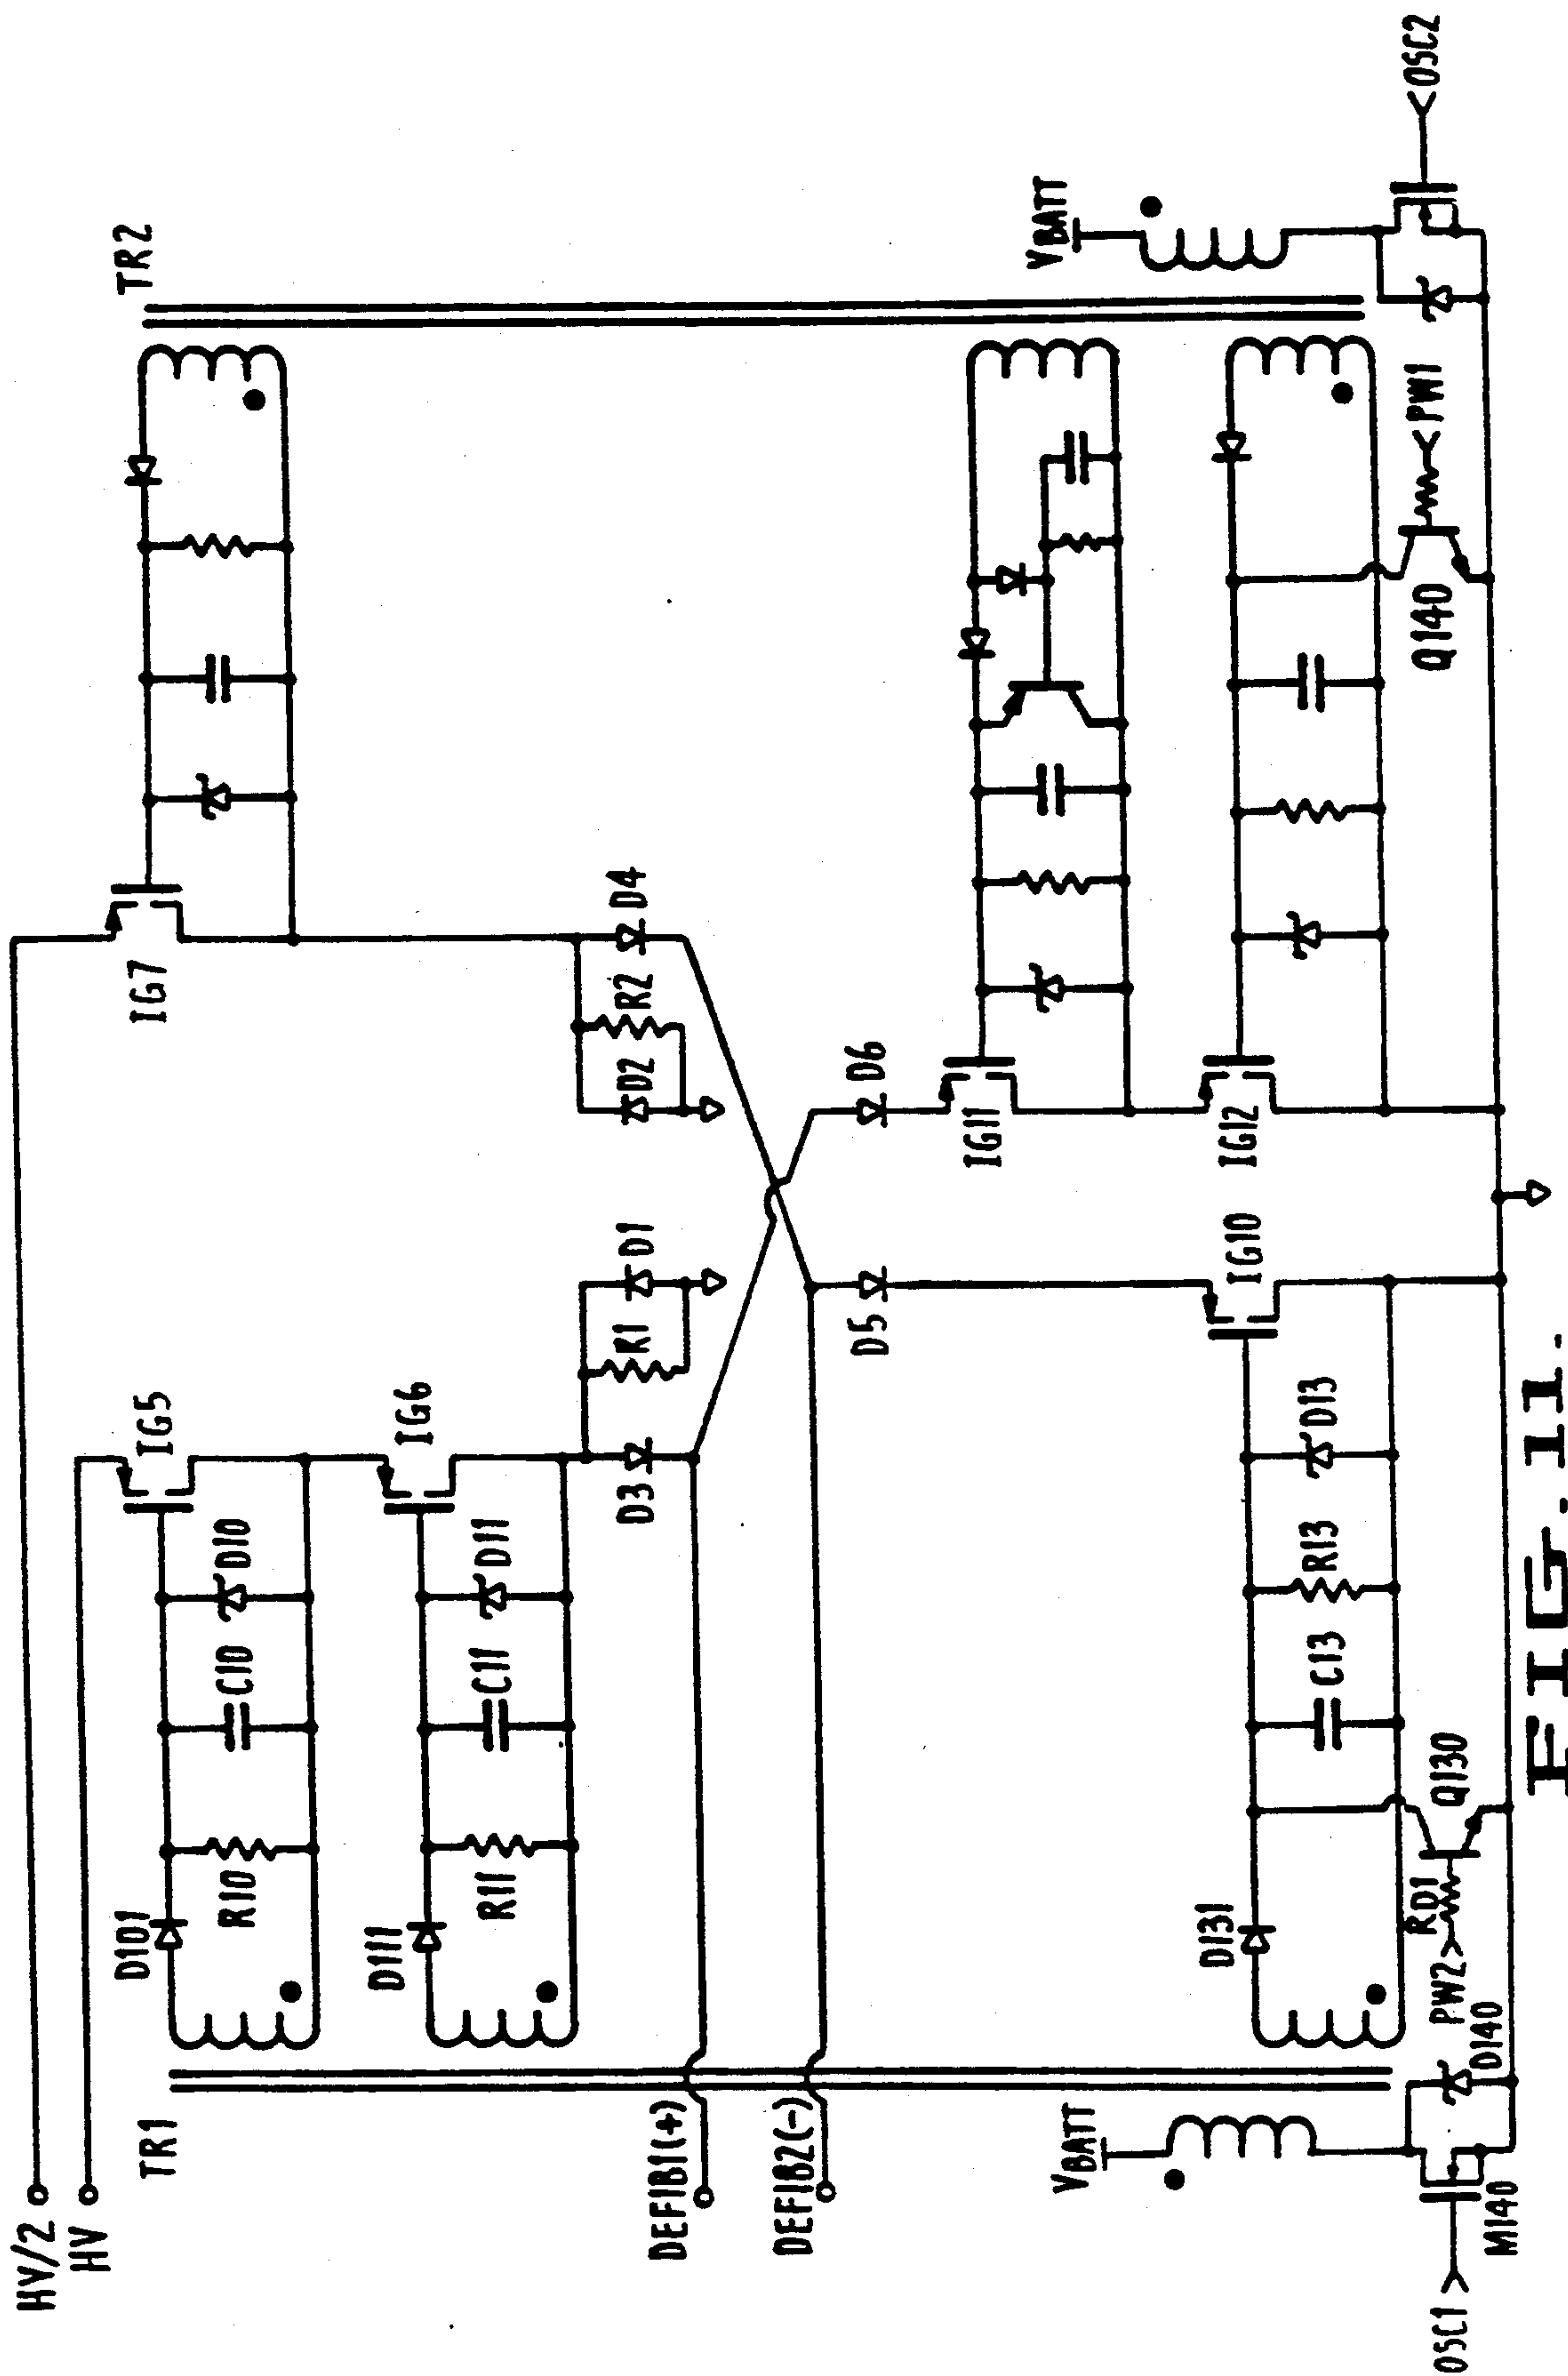 HV/2
HV
TR1
TR2
D101
R10
C10
D10
IG5
IG7
D111
R11
C11
D11
IG6
D3
R1
D1
D2
R2
D4
DEFIB1(+)
DEFIB2(-)
D5
D6
IG11
IG10
IG12
D131
C13
R13
D13
VBATT
VBATT
OSC1
M140
D140
PW2
RD1
Q130
Q140
PW1
OSC2
FIG.11.